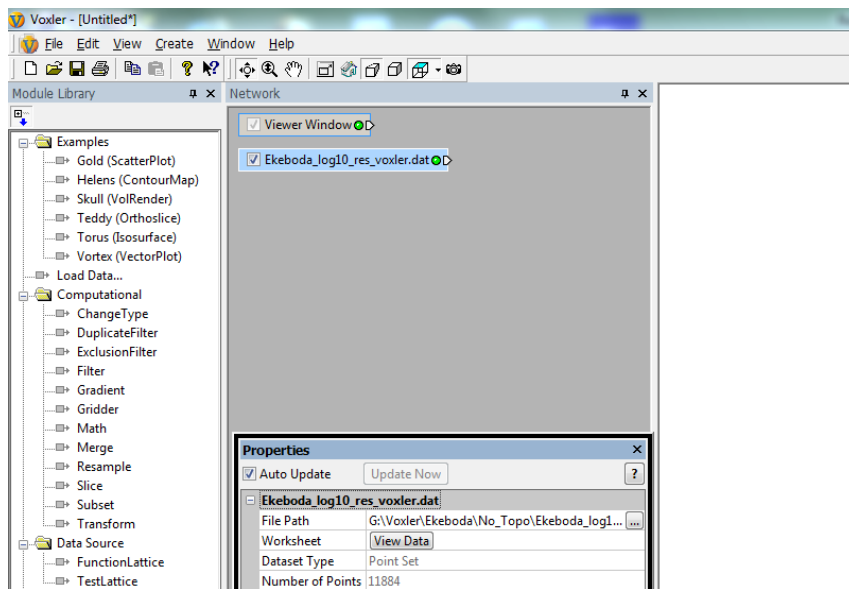 Voxler - [Untitled*]
File Edit View Create Window Help
Module Library
Network
Viewer Window
Ekeboda_log10_res_voxler.dat
Examples
Gold (ScatterPlot)
Helens (ContourMap)
Skull (VolRender)
Teddy (Orthoslice)
Torus (Isosurface)
Vortex (VectorPlot)
Load Data...
Computational
ChangeType
DuplicateFilter
ExclusionFilter
Filter
Gradient
Gridder
Math
Merge
Resample
Slice
Subset
Transform
Data Source
FunctionLattice
TestLattice
Properties
Auto Update Update Now ?
Ekeboda_log10_res_voxler.dat
File Path G:\Voxler\Ekeboda\No_Topo\Ekeboda_log1... ...
Worksheet View Data
Dataset Type Point Set
Number of Points 11884